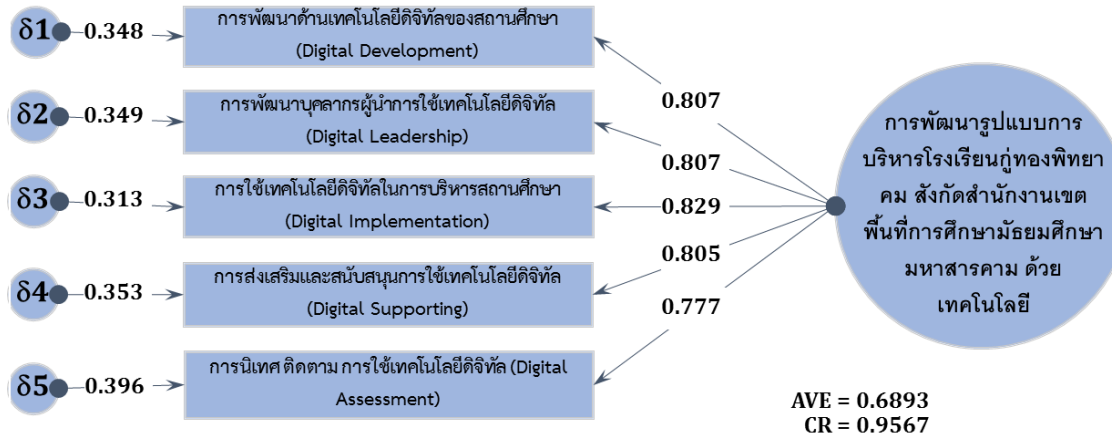 δ1
0.348
การพัฒนาด้านเทคโนโลยีดิจิทัลของสถานศึกษา
(Digital Development)
δ2
0.349
การพัฒนาบุคลากรผู้นำการใช้เทคโนโลยีดิจิทัล
(Digital Leadership)
δ3
0.313
การใช้เทคโนโลยีดิจิทัลในการบริหารสถานศึกษา
(Digital Implementation)
δ4
0.353
การส่งเสริมและสนับสนุนการใช้เทคโนโลยีดิจิทัล
(Digital Supporting)
δ5
0.396
การนิเทศ ติดตาม การใช้เทคโนโลยีดิจิทัล (Digital
Assessment)
0.807
0.807
0.829
0.805
0.777
การพัฒนารูปแบบการ
บริหารโรงเรียนกู่ทองพิทยา
คม สังกัดสำนักงานเขต
พื้นที่การศึกษามัธยมศึกษา
มหาสารคาม ด้วย
เทคโนโลยี
AVE = 0.6893
CR = 0.9567